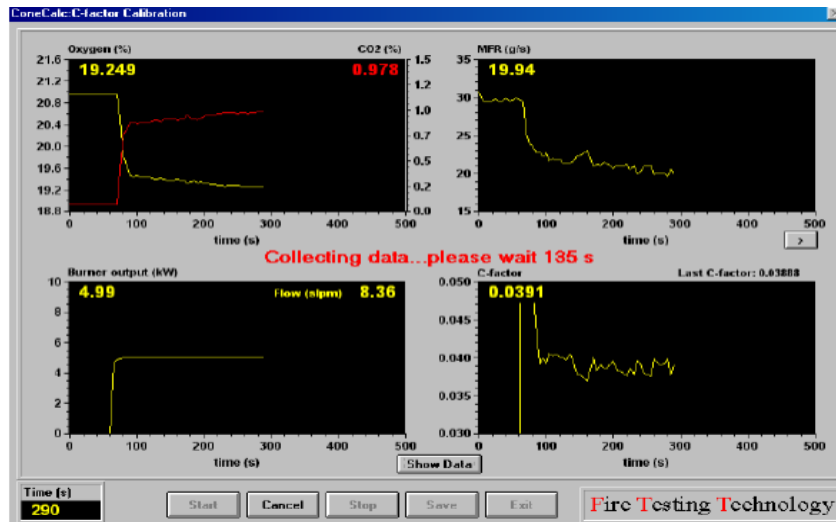 ConeCalc:C-factor Calibration
Oxygen (%) CO2 (%)
19.249 0.978
21.6 1.5
21.2 1.3
20.8 1.0
20.4 0.7
20.0 0.5
19.6
19.2 0.2
18.8 0.0
0 100 200 300 400 500
time (s)
MFR (g/s)
19.94
35
30
25
20
15
0 100 200 300 400 500
time (s)
>
Collecting data...please wait 135 s
Burner output (kW)
4.99 Flow (slpm) 8.36
10
8
6
4
2
0
0 100 200 300 400 500
time (s)
C-factor Last C-factor: 0.03888
0.0391
0.050
0.045
0.040
0.035
0.030
0 100 200 300 400 500
time (s)
Show Data
Time (s)
290
Start Cancel Stop Save Exit
Fire Testing Technology